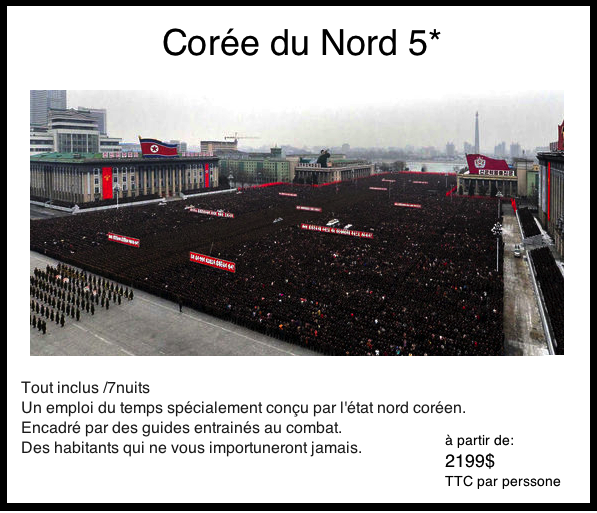 Corée du Nord 5*
Tout inclus /7nuits
Un emploi du temps spécialement conçu par l'état nord coréen.
Encadré par des guides entrainés au combat.
Des habitants qui ne vous importuneront jamais.
à partir de:
2199$
TTC par perssone